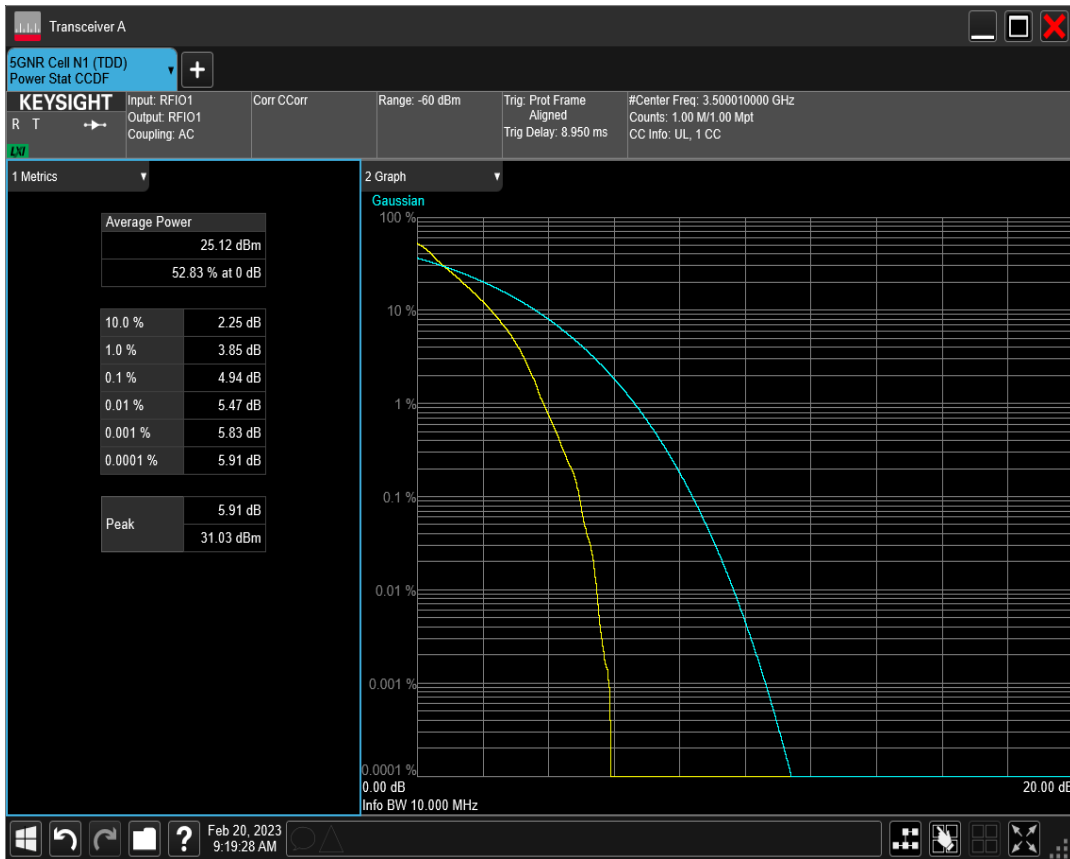 Transceiver A
5GNR Cell N1 (TDD)
Power Stat CCDF
+
KEYSIGHT
R T
LXI
Input: RFIO1
Output: RFIO1
Coupling: AC
Corr CCorr
Range: -60 dBm
Trig: Prot Frame
Aligned
Trig Delay: 8.950 ms
#Center Freq: 3.500010000 GHz
Counts: 1.00 M/1.00 Mpt
CC Info: UL, 1 CC
1 Metrics
Average Power
25.12 dBm
52.83 % at 0 dB
10.0 % 2.25 dB
1.0 % 3.85 dB
0.1 % 4.94 dB
0.01 % 5.47 dB
0.001 % 5.83 dB
0.0001 % 5.91 dB
Peak
5.91 dB
31.03 dBm
2 Graph
Gaussian
100 %
10 %
1 %
0.1 %
0.01 %
0.001 %
0.0001 %
0.00 dB 20.00 dB
Info BW 10.000 MHz
?
Feb 20, 2023
9:19:28 AM